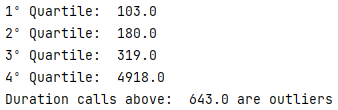 1° Quartile:  103.0
2° Quartile:  180.0
3° Quartile:  319.0
4° Quartile:  4918.0
Duration calls above:  643.0 are outliers